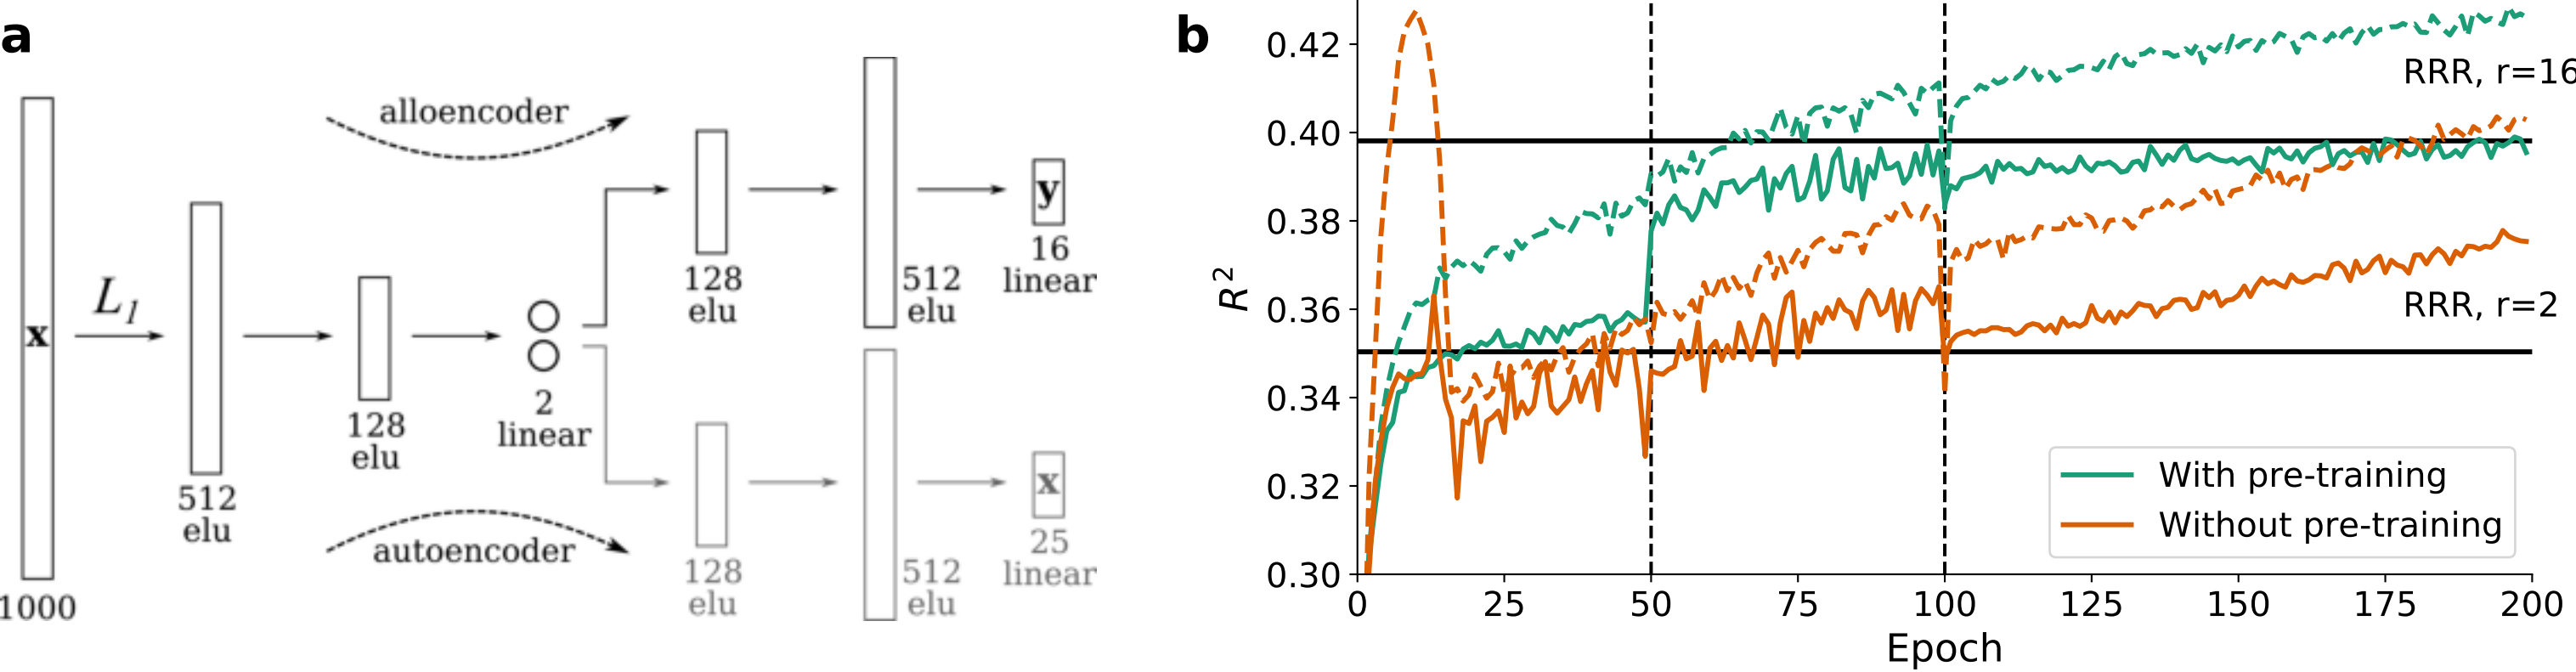 a
x
1000
L1
512
elu
128
elu
2
linear
alloencoder
autoencoder
128
elu
512
elu
y
16
linear
128
elu
512
elu
x
25
linear
b
R²
0.42
0.40
0.38
0.36
0.34
0.32
0.30
RRR, r=16
RRR, r=2
With pre-training
Without pre-training
0 25 50 75 100 125 150 175 200
Epoch